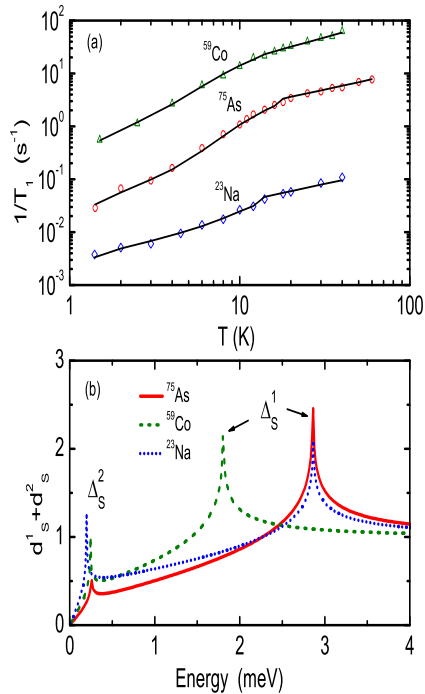 (a)
10²
10¹
10⁰
10⁻¹
10⁻²
10⁻³
1/T₁ (s⁻¹)
⁵⁹Co
⁷⁵As
²³Na
1 10 100
T (K)
(b)
3
2
1
0
d¹ₛ+d²ₛ
⁷⁵As
⁵⁹Co
²³Na
Δ¹S
Δ²S
0 1 2 3 4
Energy (meV)